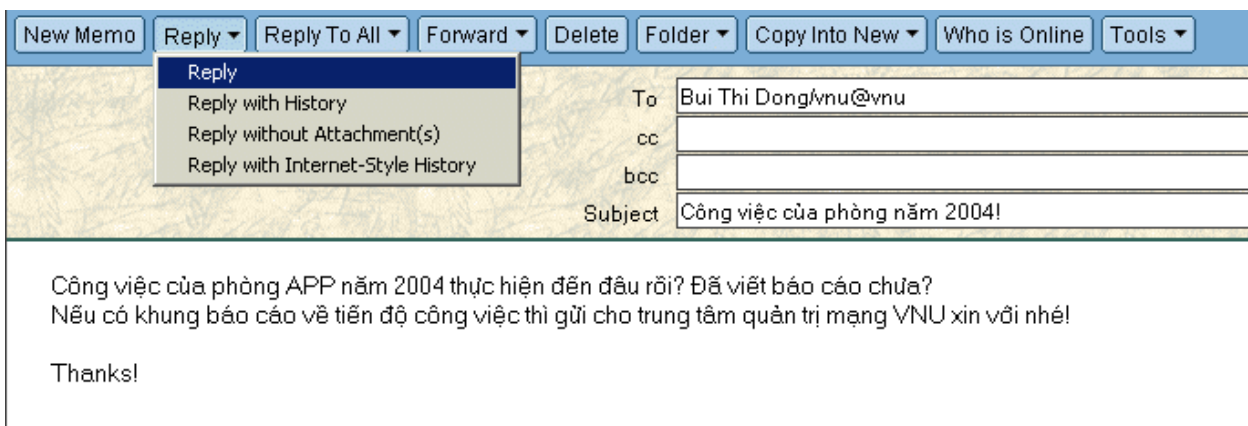 New Memo Reply Reply To All Forward Delete Folder Copy Into New Who is Online Tools
Reply
Reply with History
Reply without Attachment(s)
Reply with Internet-Style History
To Bui Thi Dong/vnu@vnu
cc
bcc
Subject Công việc của phòng năm 2004!
Công việc của phòng APP năm 2004 thực hiện đến đâu rồi? Đã viết báo cáo chưa?
Nếu có khung báo cáo về tiến độ công việc thì gửi cho trung tâm quản trị mạng VNU xin với nhé!
Thanks!